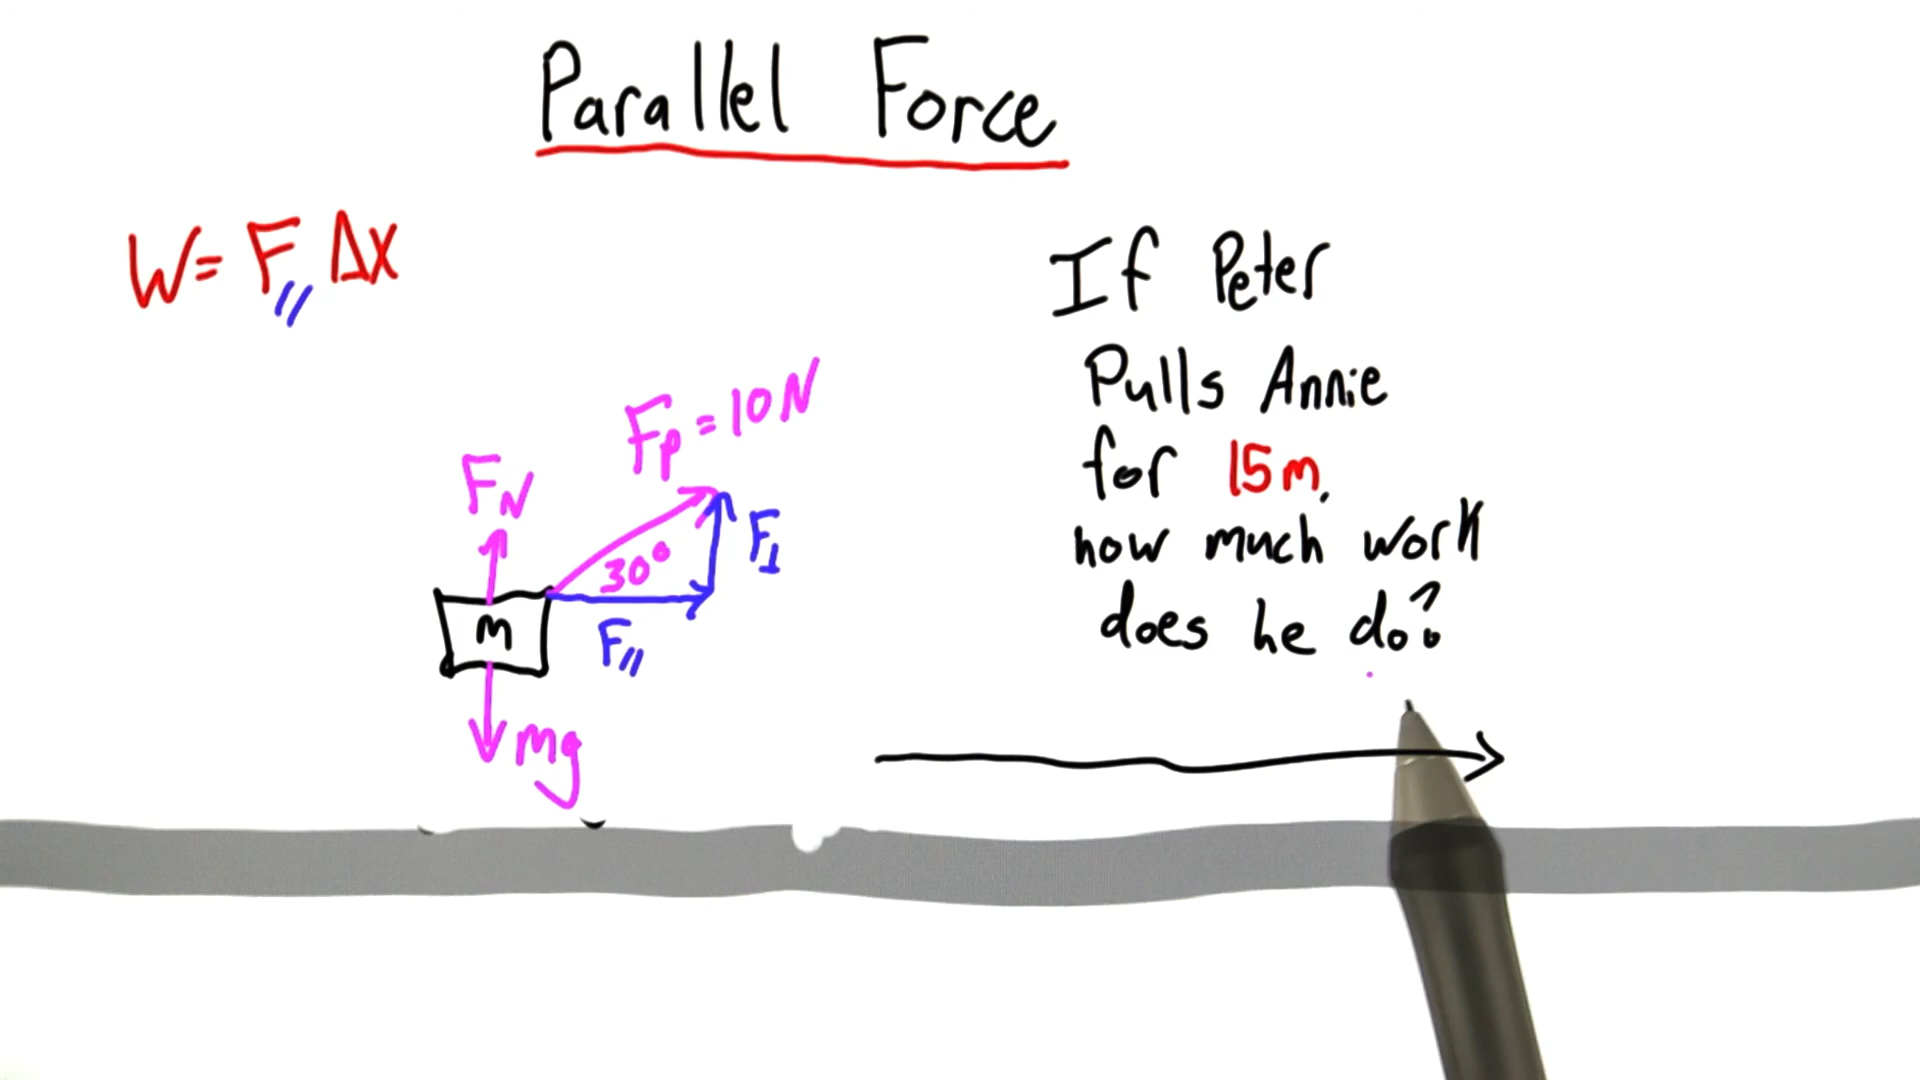 Parallel Force
W = F// Δx
If Peter
Pulls Annie
for 15m,
how much work
does he do?
Fp = 10N
FN
30°
F⊥
m
F//
mg